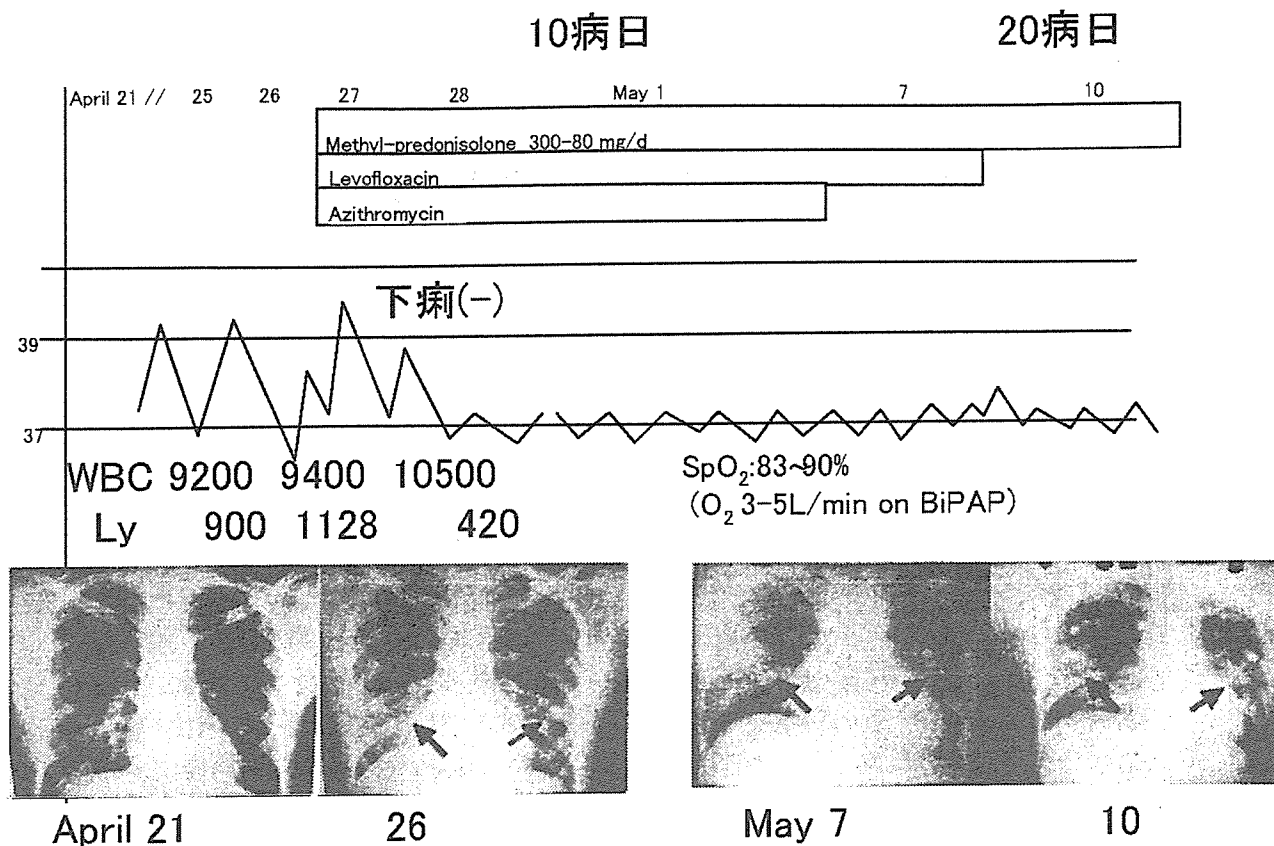 10病日 20病日
April 21 // 25 26 27 28 May 1 7 10
Methyl-predonisolone 300-80 mg/d
Levofloxacin
Azithromycin
下痢(-)
39
37
WBC 9200 9400 10500
Ly 900 1128 420
SpO₂:83~90%
(O₂ 3-5L/min on BiPAP)
April 21 26 May 7 10